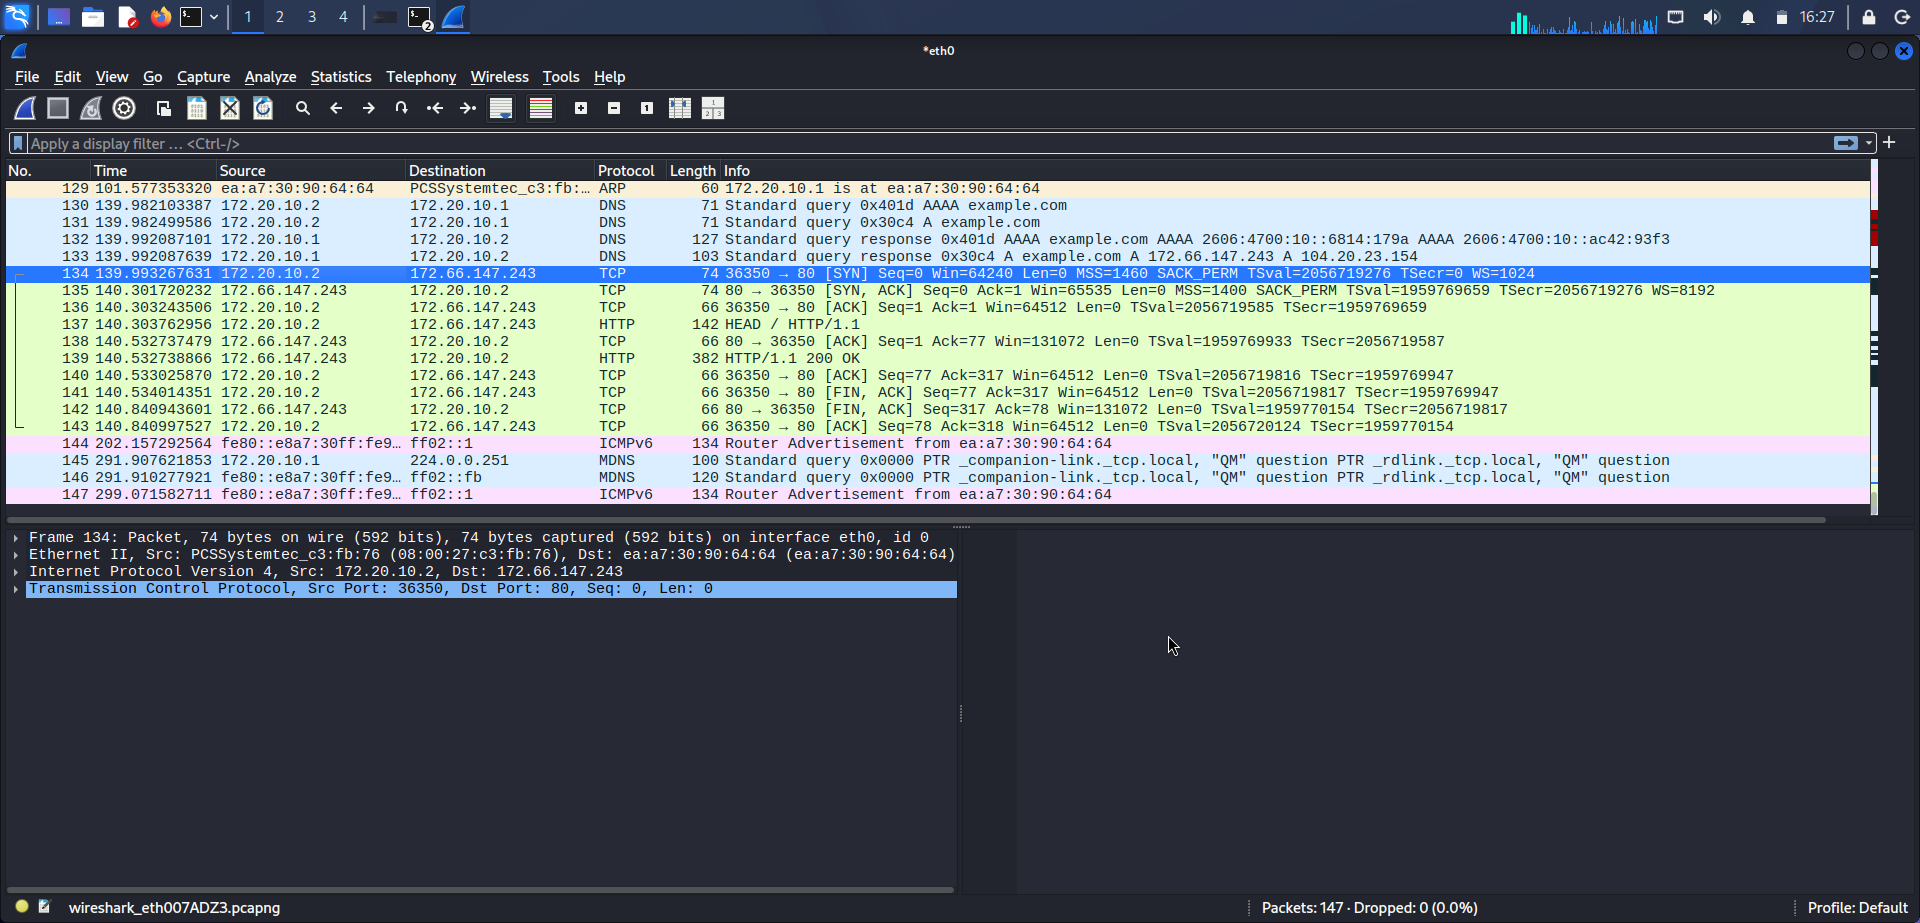 1 2 3 4 2 16:27
*eth0
File Edit View Go Capture Analyze Statistics Telephony Wireless Tools Help
Apply a display filter … <Ctrl-/>
No. Time Source Destination Protocol Length Info
129 101.577353320 ea:a7:30:90:64:64 PCSSystemtec_c3:fb:… ARP 60 172.20.10.1 is at ea:a7:30:90:64:64
130 139.982103387 172.20.10.2 172.20.10.1 DNS 71 Standard query 0x401d AAAA example.com
131 139.982499586 172.20.10.2 172.20.10.1 DNS 71 Standard query 0x30c4 A example.com
132 139.992087101 172.20.10.1 172.20.10.2 DNS 127 Standard query response 0x401d AAAA example.com AAAA 2606:4700:10::6814:179a AAAA 2606:4700:10::ac42:93f3
133 139.992087639 172.20.10.1 172.20.10.2 DNS 103 Standard query response 0x30c4 A example.com A 172.66.147.243 A 104.20.23.154
134 139.993267631 172.20.10.2 172.66.147.243 TCP 74 36350 → 80 [SYN] Seq=0 Win=64240 Len=0 MSS=1460 SACK_PERM TSval=2056719276 TSecr=0 WS=1024
135 140.301720232 172.66.147.243 172.20.10.2 TCP 74 80 → 36350 [SYN, ACK] Seq=0 Ack=1 Win=65535 Len=0 MSS=1400 SACK_PERM TSval=1959769659 TSecr=2056719276 WS=8192
136 140.303243506 172.20.10.2 172.66.147.243 TCP 66 36350 → 80 [ACK] Seq=1 Ack=1 Win=64512 Len=0 TSval=2056719585 TSecr=1959769659
137 140.303762956 172.20.10.2 172.66.147.243 HTTP 142 HEAD / HTTP/1.1
138 140.532737479 172.66.147.243 172.20.10.2 TCP 66 80 → 36350 [ACK] Seq=1 Ack=77 Win=131072 Len=0 TSval=1959769933 TSecr=2056719587
139 140.532738866 172.66.147.243 172.20.10.2 HTTP 382 HTTP/1.1 200 OK
140 140.533025870 172.20.10.2 172.66.147.243 TCP 66 36350 → 80 [ACK] Seq=77 Ack=317 Win=64512 Len=0 TSval=2056719816 TSecr=1959769947
141 140.534014351 172.20.10.2 172.66.147.243 TCP 66 36350 → 80 [FIN, ACK] Seq=77 Ack=317 Win=64512 Len=0 TSval=2056719817 TSecr=1959769947
142 140.840943601 172.66.147.243 172.20.10.2 TCP 66 80 → 36350 [FIN, ACK] Seq=317 Ack=78 Win=131072 Len=0 TSval=1959770154 TSecr=2056719817
143 140.840997527 172.20.10.2 172.66.147.243 TCP 66 36350 → 80 [ACK] Seq=78 Ack=318 Win=64512 Len=0 TSval=2056720124 TSecr=1959770154
144 202.157292564 fe80::e8a7:30ff:fe9… ff02::1 ICMPv6 134 Router Advertisement from ea:a7:30:90:64:64
145 291.907621853 172.20.10.1 224.0.0.251 MDNS 100 Standard query 0x0000 PTR _companion-link._tcp.local, "QM" question PTR _rdlink._tcp.local, "QM" question
146 291.910277921 fe80::e8a7:30ff:fe9… ff02::fb MDNS 120 Standard query 0x0000 PTR _companion-link._tcp.local, "QM" question PTR _rdlink._tcp.local, "QM" question
147 299.071582711 fe80::e8a7:30ff:fe9… ff02::1 ICMPv6 134 Router Advertisement from ea:a7:30:90:64:64
Frame 134: Packet, 74 bytes on wire (592 bits), 74 bytes captured (592 bits) on interface eth0, id 0
Ethernet II, Src: PCSSystemtec_c3:fb:76 (08:00:27:c3:fb:76), Dst: ea:a7:30:90:64:64 (ea:a7:30:90:64:64)
Internet Protocol Version 4, Src: 172.20.10.2, Dst: 172.66.147.243
Transmission Control Protocol, Src Port: 36350, Dst Port: 80, Seq: 0, Len: 0
wireshark_eth007ADZ3.pcapng Packets: 147 · Dropped: 0 (0.0%) Profile: Default